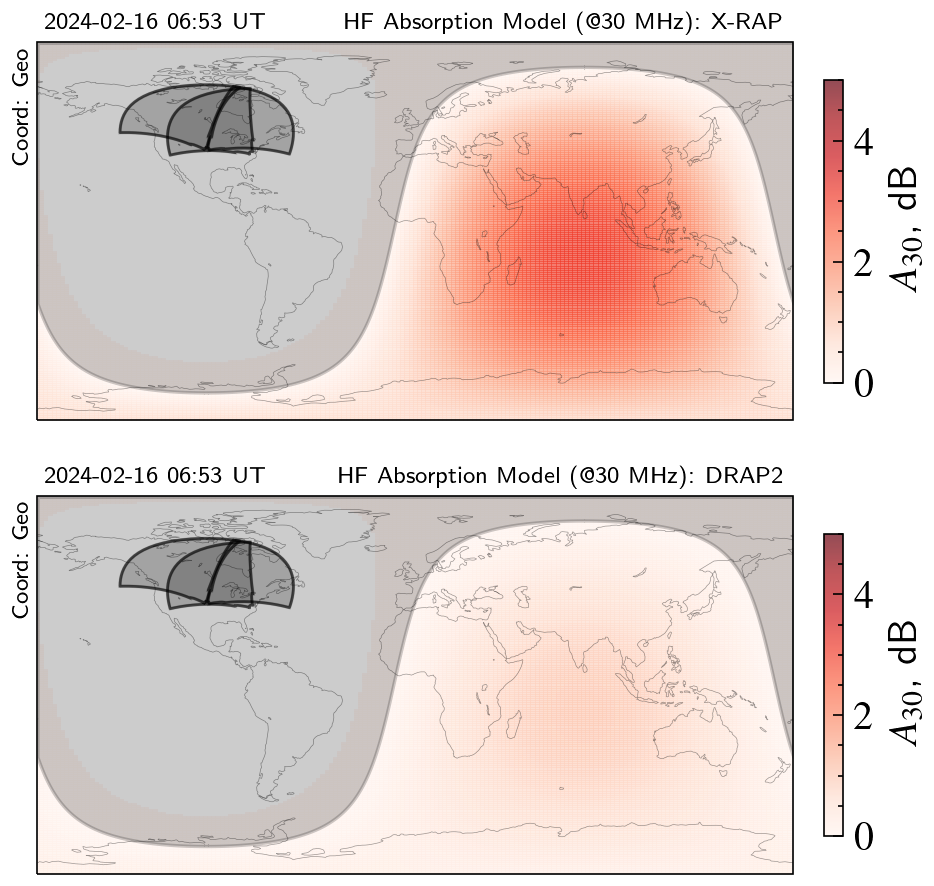 2024-02-16 06:53 UT HF Absorption Model (@30 MHz): X-RAP
Coord: Geo
4
2
0
A30, dB
2024-02-16 06:53 UT HF Absorption Model (@30 MHz): DRAP2
Coord: Geo
4
2
0
A30, dB